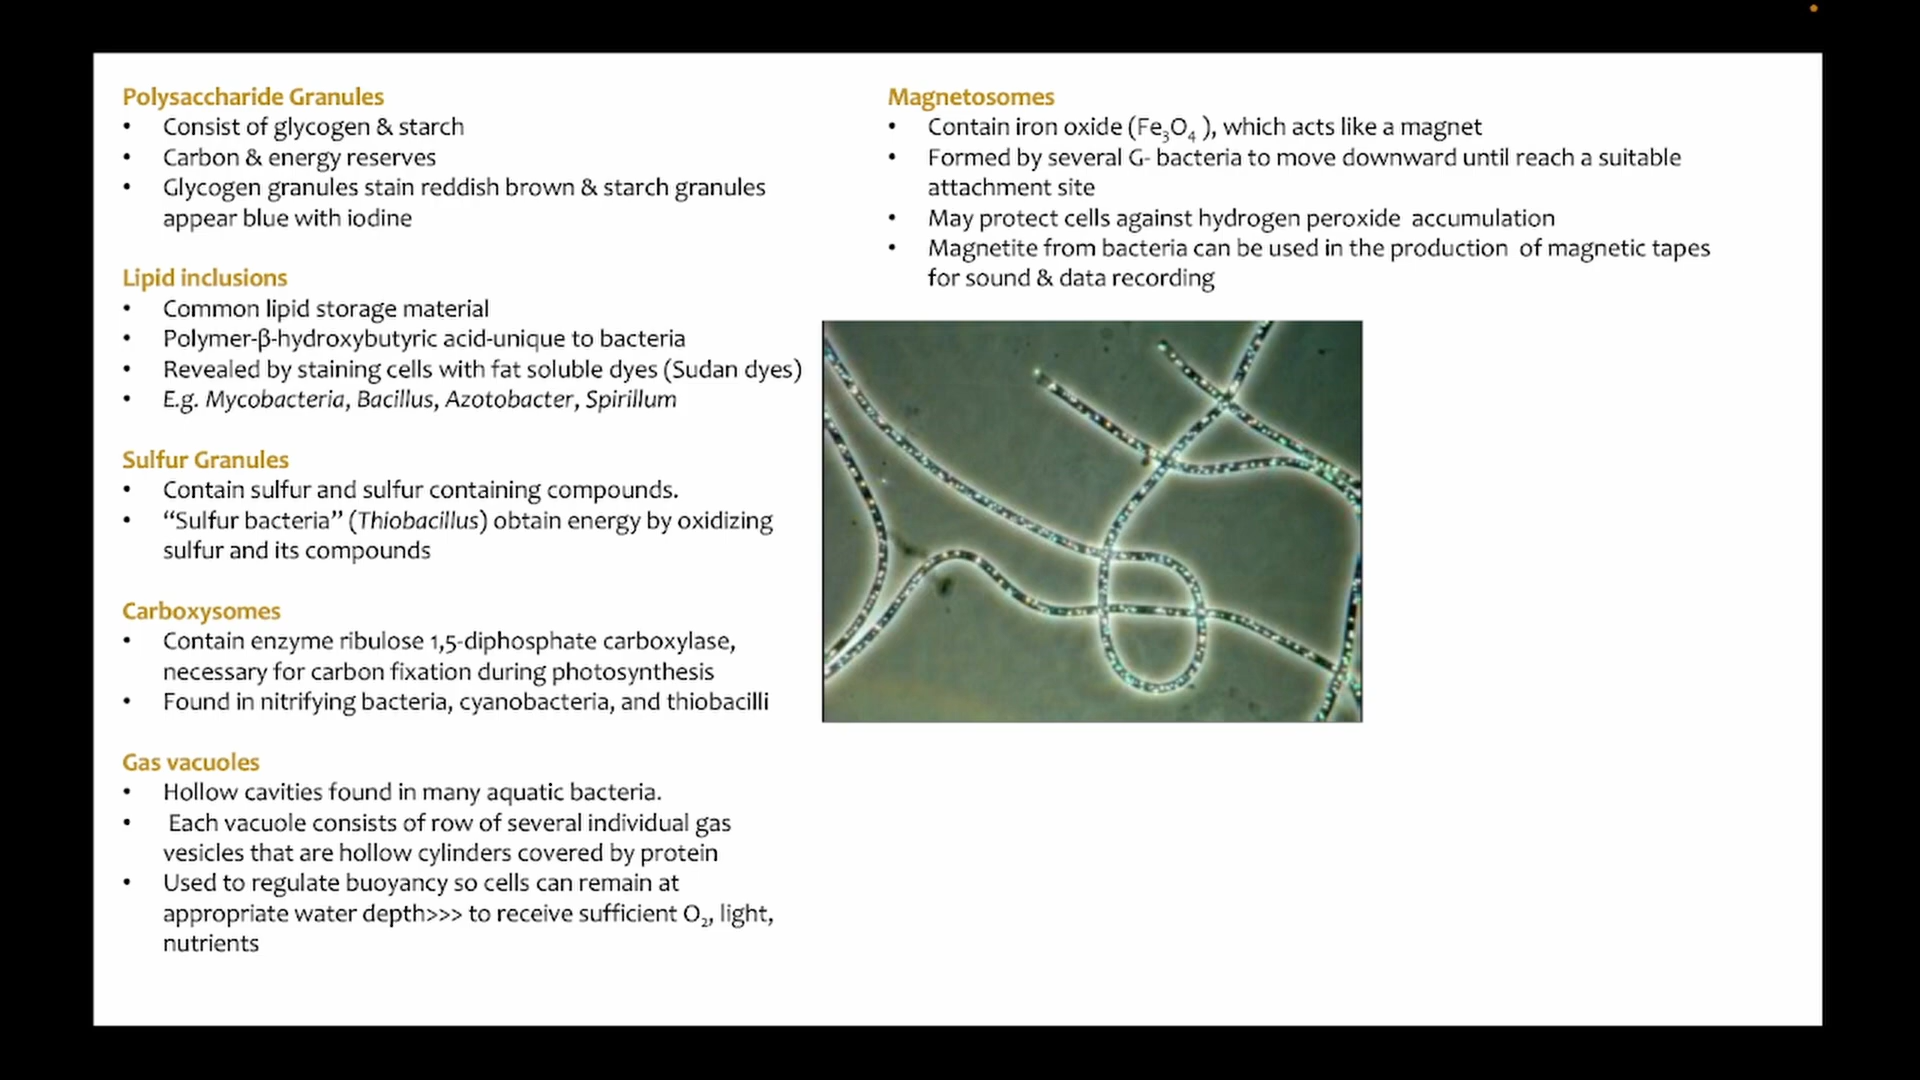 Polysaccharide Granules
• Consist of glycogen & starch
• Carbon & energy reserves
• Glycogen granules stain reddish brown & starch granules
appear blue with iodine
Lipid inclusions
• Common lipid storage material
• Polymer-β-hydroxybutyric acid-unique to bacteria
• Revealed by staining cells with fat soluble dyes (Sudan dyes)
• E.g. Mycobacteria, Bacillus, Azotobacter, Spirillum
Sulfur Granules
• Contain sulfur and sulfur containing compounds.
• “Sulfur bacteria” (Thiobacillus) obtain energy by oxidizing
sulfur and its compounds
Carboxysomes
• Contain enzyme ribulose 1,5-diphosphate carboxylase,
necessary for carbon fixation during photosynthesis
• Found in nitrifying bacteria, cyanobacteria, and thiobacilli
Gas vacuoles
• Hollow cavities found in many aquatic bacteria.
• Each vacuole consists of row of several individual gas
vesicles that are hollow cylinders covered by protein
• Used to regulate buoyancy so cells can remain at
appropriate water depth>>> to receive sufficient O₂, light,
nutrients
Magnetosomes
• Contain iron oxide (Fe₃O₄ ), which acts like a magnet
• Formed by several G- bacteria to move downward until reach a suitable
attachment site
• May protect cells against hydrogen peroxide accumulation
• Magnetite from bacteria can be used in the production of magnetic tapes
for sound & data recording